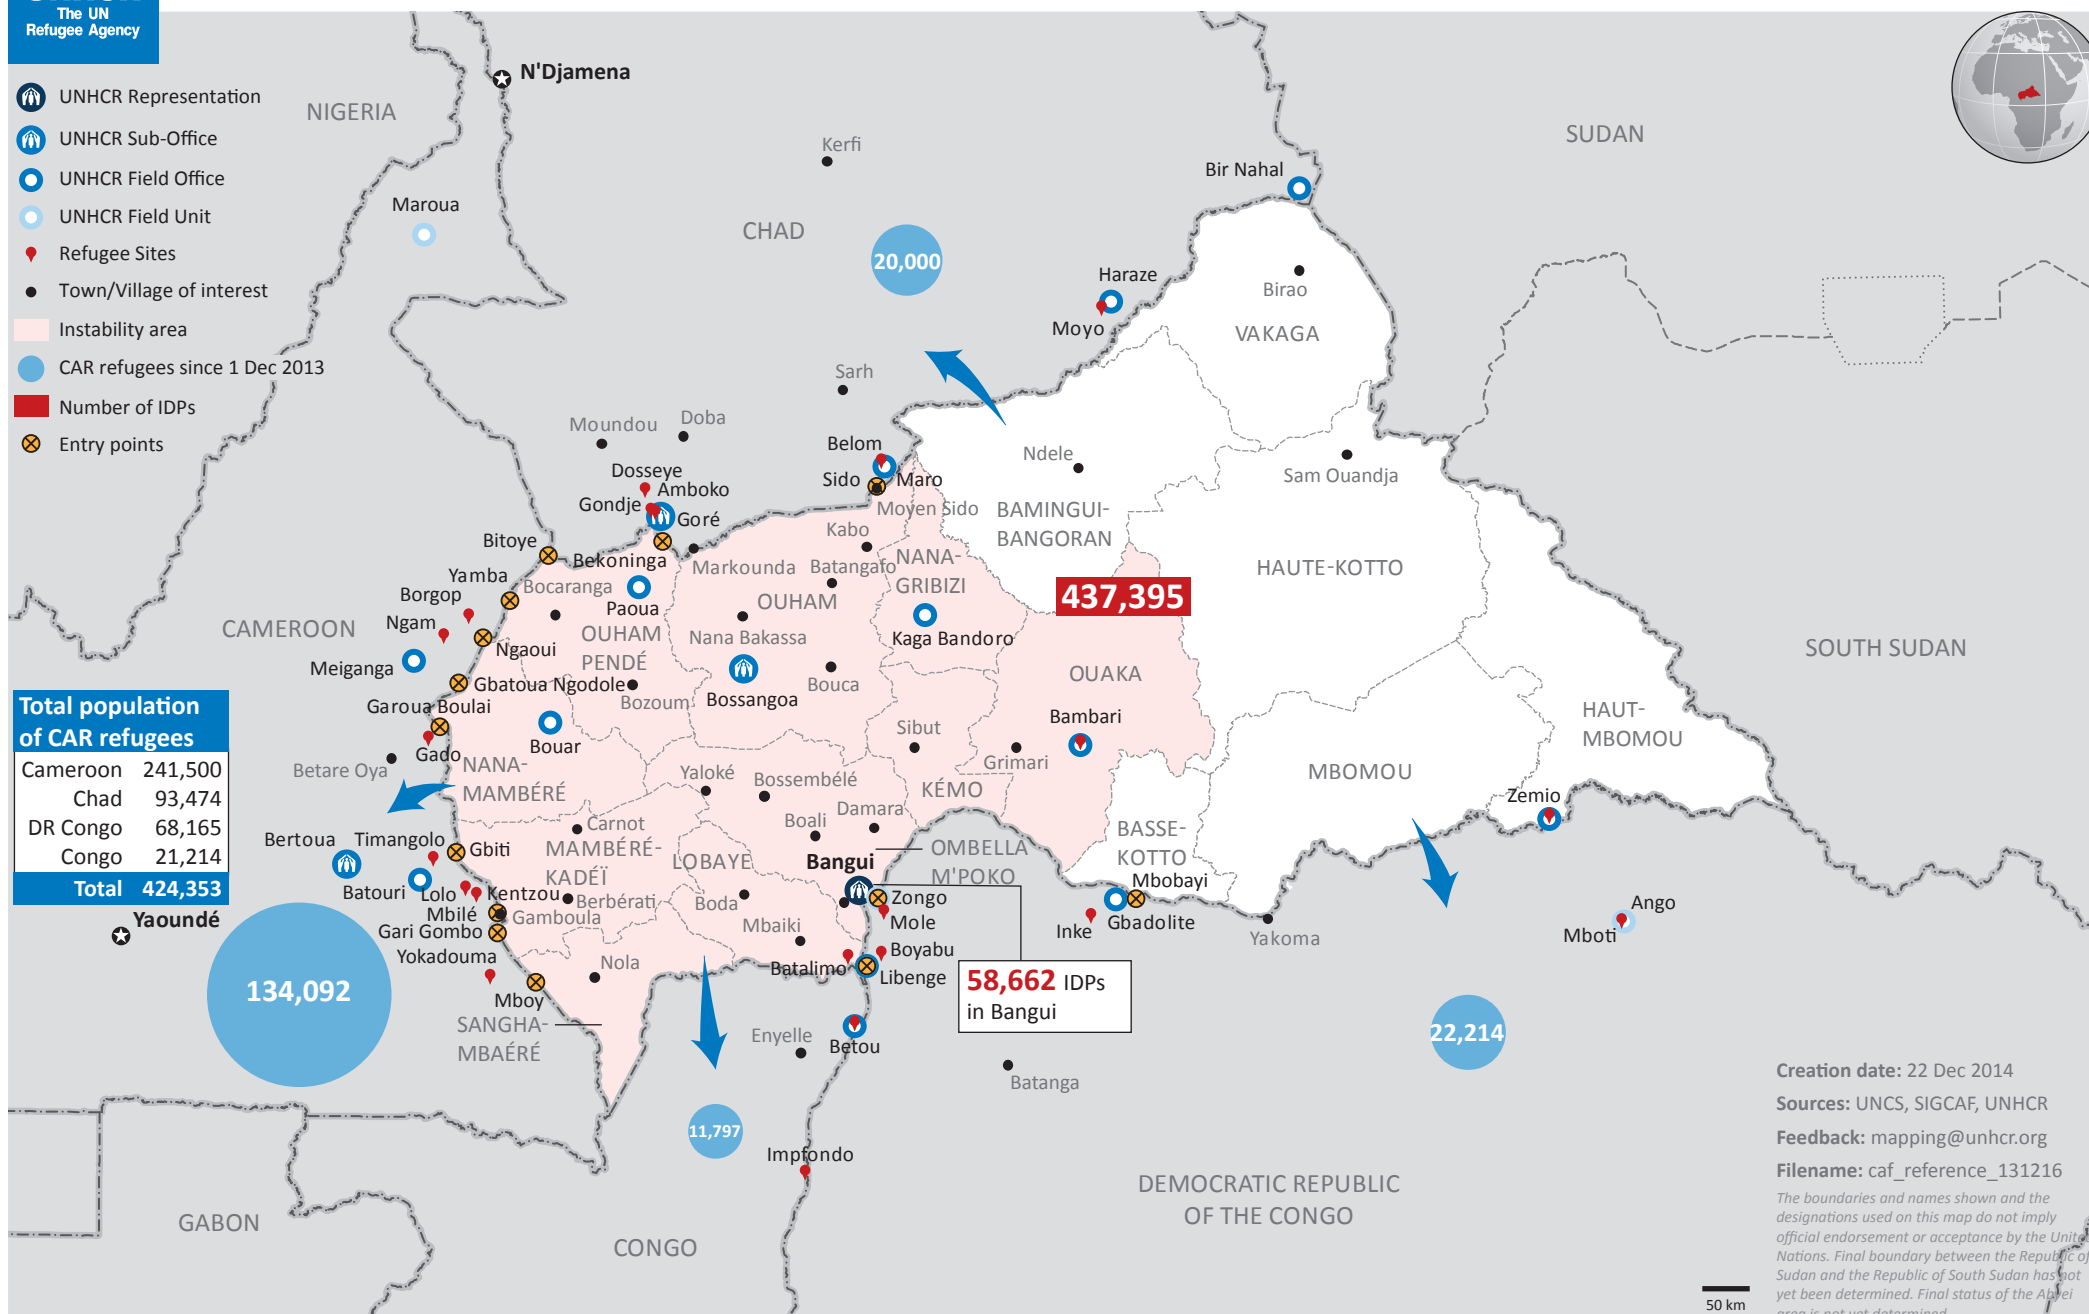 The UN
Refugee Agency
UNHCR Representation
UNHCR Sub-Office
UNHCR Field Office
UNHCR Field Unit
Refugee Sites
Town/Village of interest
Instability area
CAR refugees since 1 Dec 2013
Number of IDPs
Entry points
N'Djamena
NIGERIA
SUDAN
Kerfi
Bir Nahal
Maroua
CHAD
20,000
Haraze
Birao
Moyo
VAKAGA
Sarh
Moundou
Doba
Belom
Ndele
Sam Ouandja
Dosseye
Sido
Maro
Amboko
Gondje
Goré
Moyen Sido
BAMINGUI-
BANGORAN
Kabo
Bitoye
Bekoninga
Markounda
Batangafo
NANA-
GRIBIZI
HAUTE-KOTTO
Yamba
Bocaranga
Borgop
Paoua
OUHAM
437,395
Ngam
CAMEROON
OUHAM
PENDÉ
Nana Bakassa
Kaga Bandoro
Ngaoui
SOUTH SUDAN
Meiganga
OUAKA
Gbatoua Ngodole
Bozoum
Bossangoa
Bouca
Garoua Boulai
Bambari
HAUT-
MBOMOU
Sibut
Total population
of CAR refugees
Cameroon 241,500
Chad 93,474
DR Congo 68,165
Congo 21,214
Total 424,353
Gado
Bouar
Betare Oya
NANA-
MAMBÉRÉ
Yaloké
Bossembélé
Grimari
KÉMO
MBOMOU
Damara
Zemio
Boali
Carnot
BASSE-
KOTTO
Bertoua
Timangolo
Gbiti
MAMBÉRÉ-
KADÉÏ
LOBAYE
Bangui
OMBELLA
M'POKO
Mbobayi
Batouri
Lolo
Kentzou
Berbérati
Boda
Zongo
Mbilé
Gamboula
Mole
Inke
Gbadolite
Ango
Yaoundé
Gari Gombo
Mbaiki
Yakoma
Mboti
Yokadouma
Nola
Batalimo
Boyabu
Libenge
58,662 IDPs
in Bangui
134,092
Mboy
SANGHA-
MBAÉRÉ
Enyelle
Betou
22,214
Batanga
11,797
Impfondo
DEMOCRATIC REPUBLIC
OF THE CONGO
GABON
CONGO
Creation date: 22 Dec 2014
Sources: UNCS, SIGCAF, UNHCR
Feedback: mapping@unhcr.org
Filename: caf_reference_131216
The boundaries and names shown and the
designations used on this map do not imply
official endorsement or acceptance by the United
Nations. Final boundary between the Republic of
Sudan and the Republic of South Sudan has not
yet been determined. Final status of the Abyei
area is not yet determined
50 km